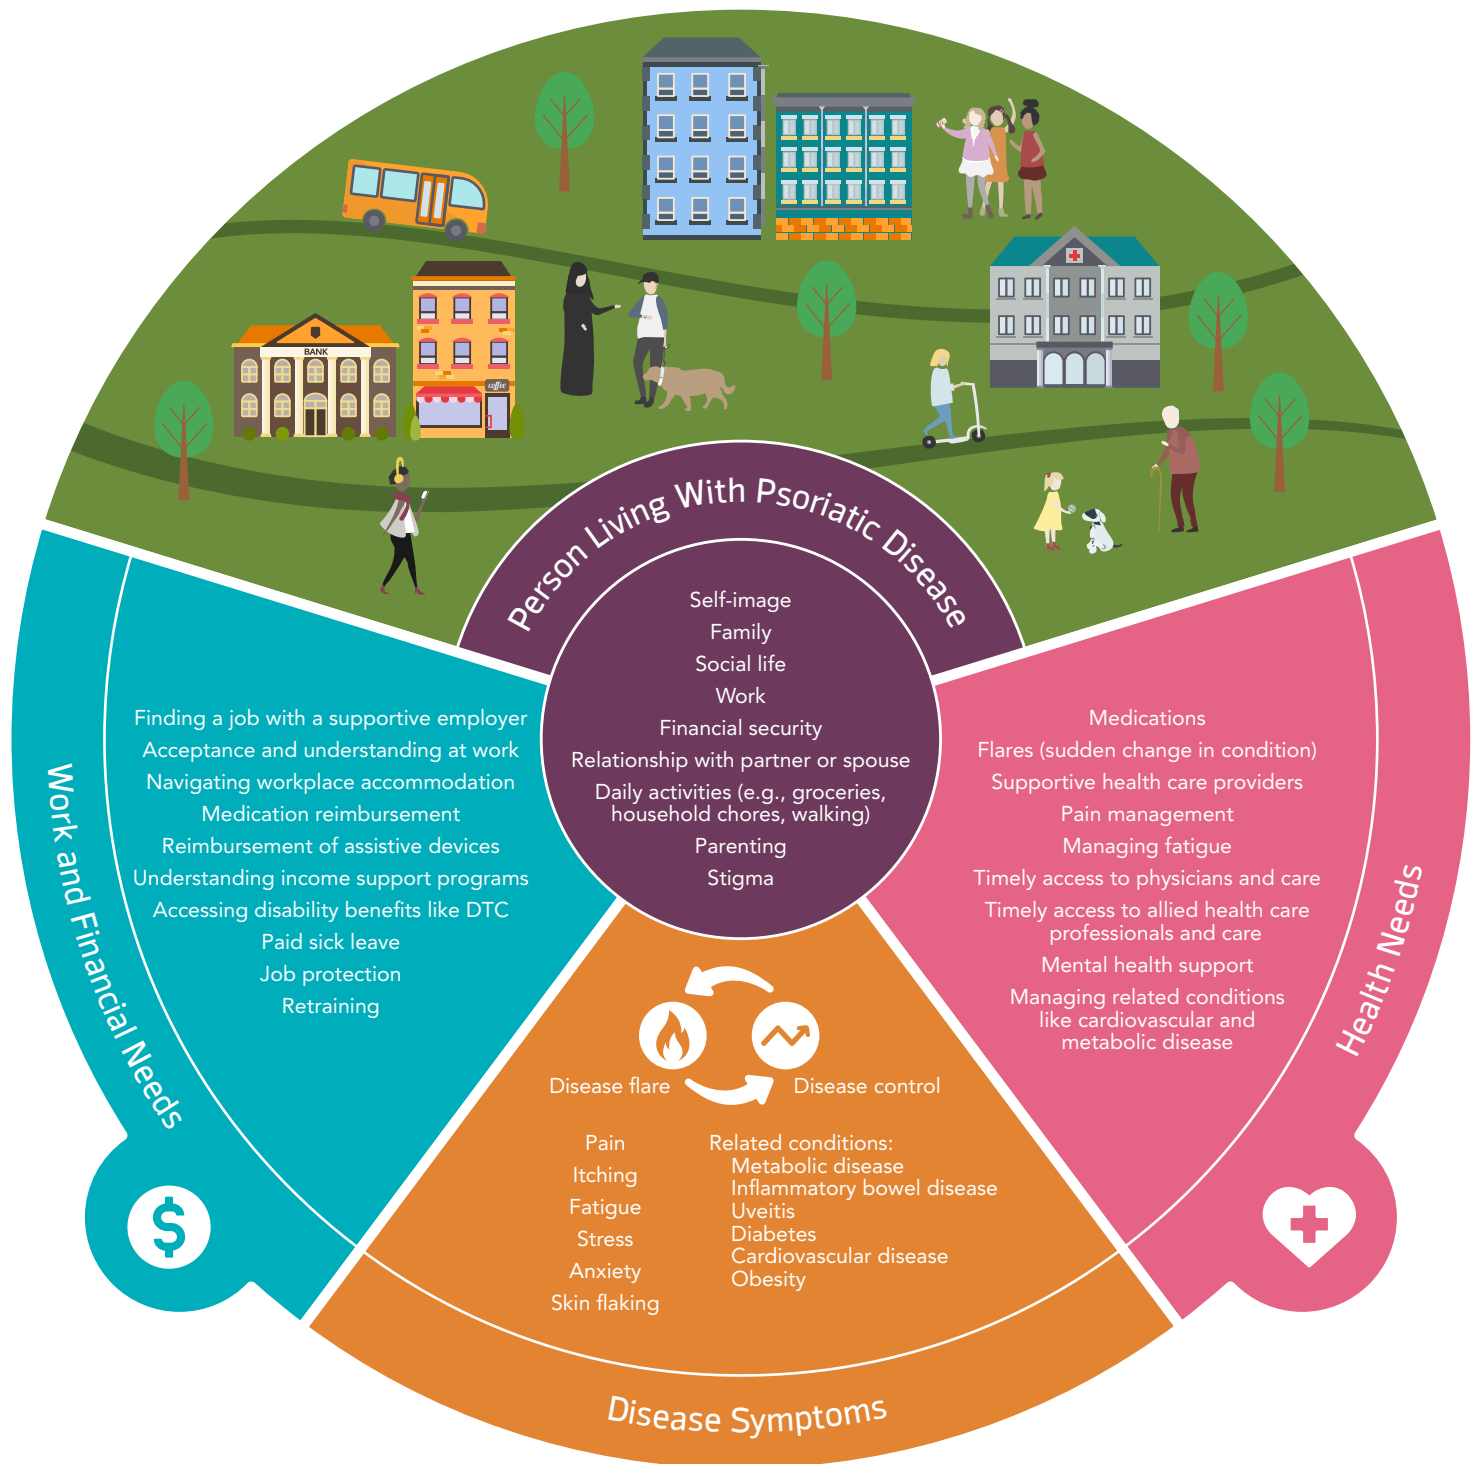 BANK
coffee
Person Living With Psoriatic Disease
Self-image
Family
Social life
Work
Financial security
Relationship with partner or spouse
Daily activities (e.g., groceries,
household chores, walking)
Parenting
Stigma
Work and Financial Needs
Finding a job with a supportive employer
Acceptance and understanding at work
Navigating workplace accommodation
Medication reimbursement
Reimbursement of assistive devices
Understanding income support programs
Accessing disability benefits like DTC
Paid sick leave
Job protection
Retraining
$
Health Needs
Medications
Flares (sudden change in condition)
Supportive health care providers
Pain management
Managing fatigue
Timely access to physicians and care
Timely access to allied health care
professionals and care
Mental health support
Managing related conditions
like cardiovascular and
metabolic disease
Disease flare
Disease control
Pain
Itching
Fatigue
Stress
Anxiety
Skin flaking
Related conditions:
Metabolic disease
Inflammatory bowel disease
Uveitis
Diabetes
Cardiovascular disease
Obesity
Disease Symptoms